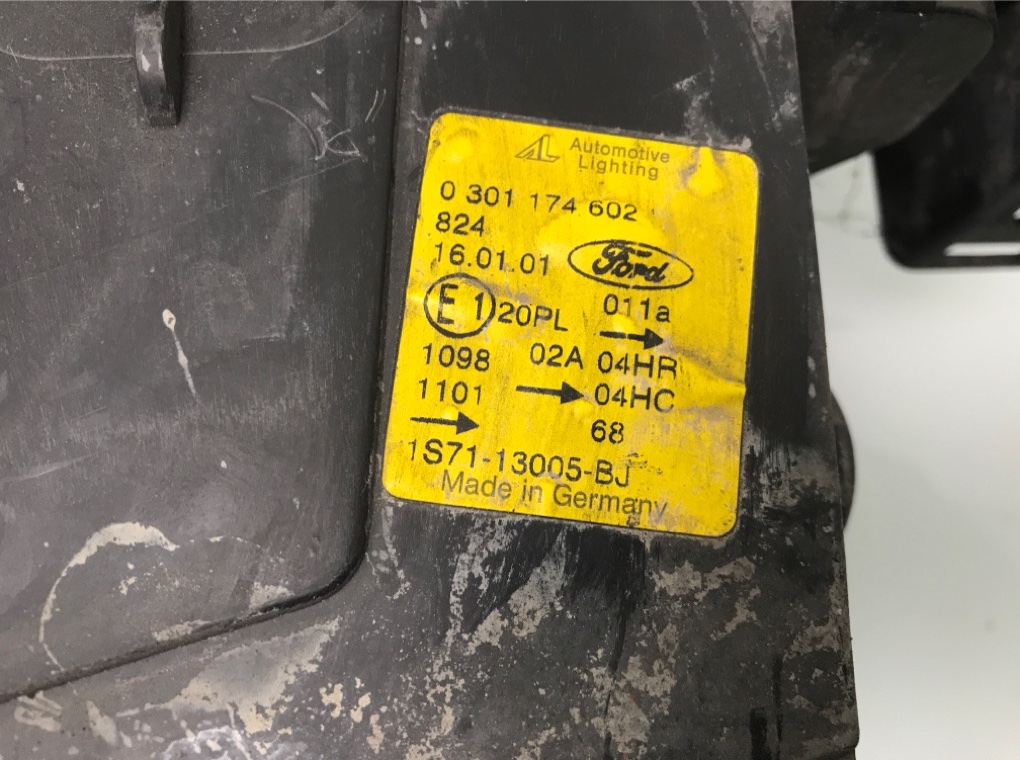 AL Automotive
Lighting
0 301 174 602
824
16.01.01 Ford
E1 20PL 011a
→
1098 02A 04HR
1101 → 04HC
→ 68
1S71-13005-BJ
Made in Germany